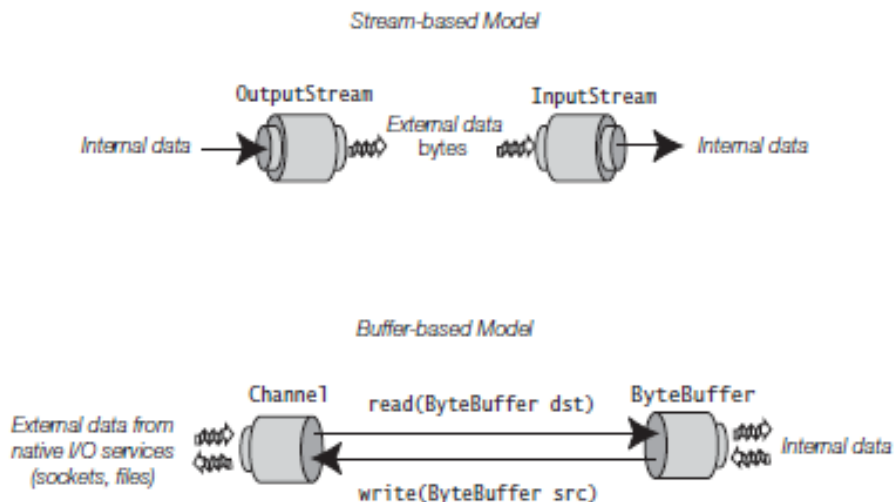 Stream-based Model
OutputStream
InputStream
Internal data
External data
bytes
Internal data
Buffer-based Model
Channel
read(ByteBuffer dst)
ByteBuffer
External data from
native I/O services
(sockets, files)
Internal data
write(ByteBuffer src)